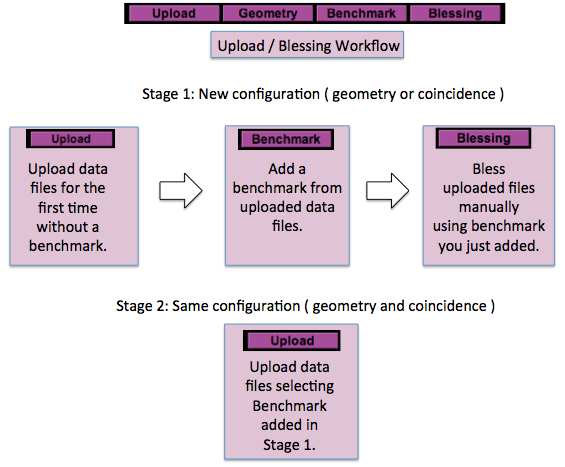 Upload Geometry Benchmark Blessing
Upload / Blessing Workflow
Stage 1: New configuration ( geometry or coincidence )
Upload
Upload data
files for the
first time
without a
benchmark.
Benchmark
Add a
benchmark from
uploaded data
files.
Blessing
Bless
uploaded files
manually
using benchmark
you just added.
Stage 2: Same configuration ( geometry and coincidence )
Upload
Upload data
files selecting
Benchmark
added in
Stage 1.